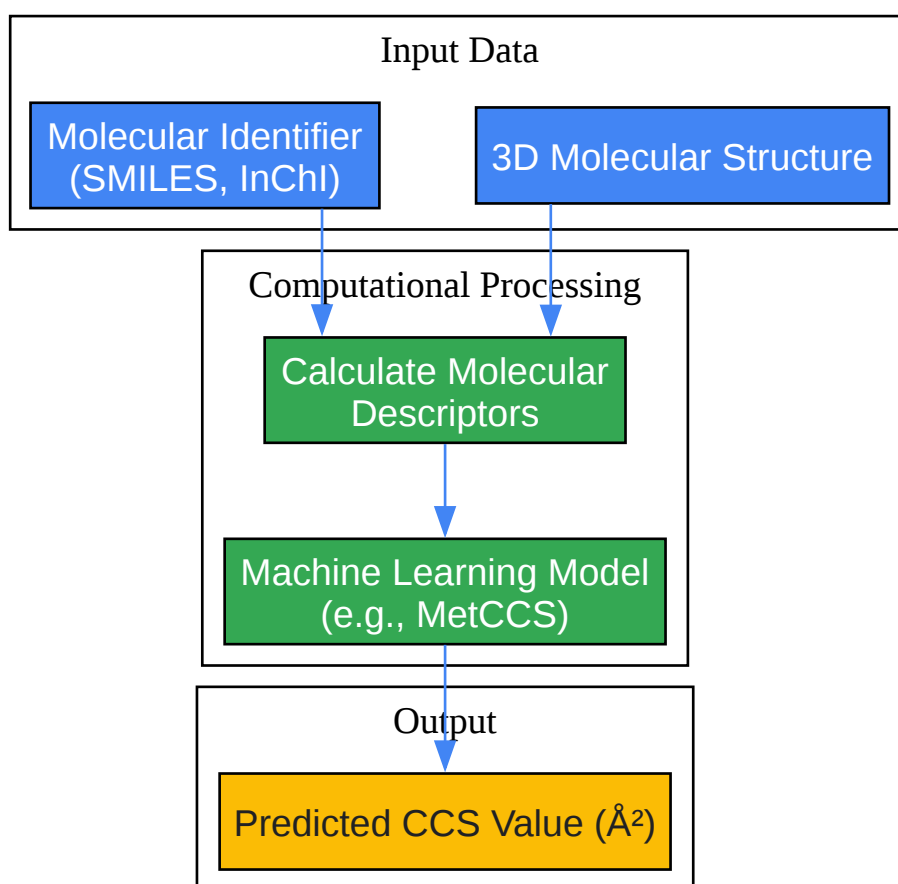 Input Data
Molecular Identifier
(SMILES, InChI)
3D Molecular Structure
Computational Processing
Calculate Molecular
Descriptors
Machine Learning Model
(e.g., MetCCS)
Output
Predicted CCS Value (Å²)